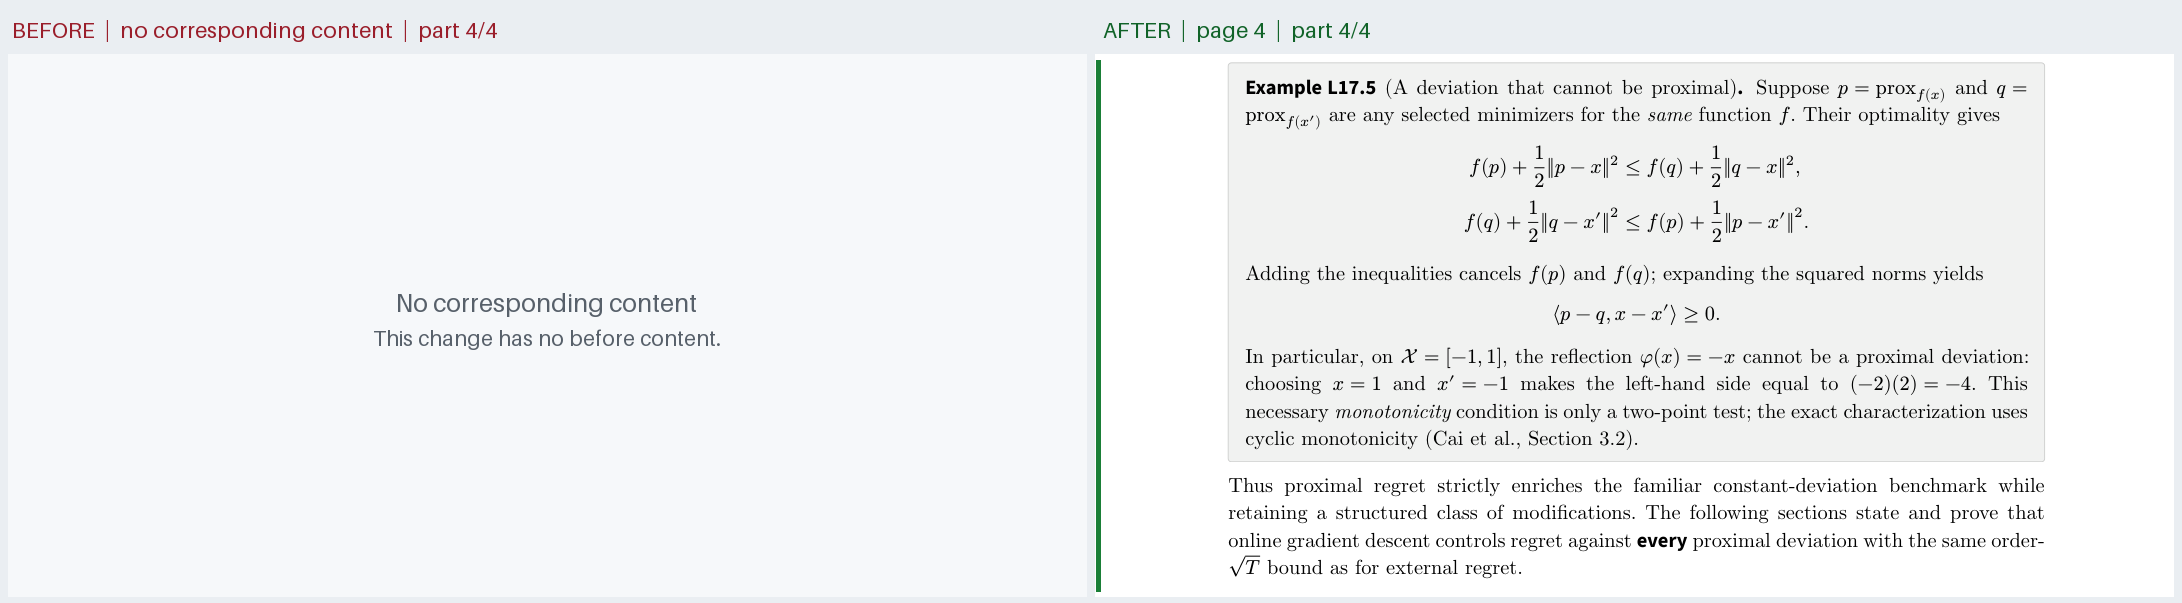 BEFORE | no corresponding content | part 4/4
No corresponding content
This change has no before content.
AFTER | page 4 | part 4/4
Example L17.5 (A deviation that cannot be proximal). Suppose p = prox_{f(x)} and q =
prox_{f(x′)} are any selected minimizers for the same function f. Their optimality gives
f(p) + 1/2 ‖p − x‖² ≤ f(q) + 1/2 ‖q − x‖²,
f(q) + 1/2 ‖q − x′‖² ≤ f(p) + 1/2 ‖p − x′‖².
Adding the inequalities cancels f(p) and f(q); expanding the squared norms yields
⟨p − q, x − x′⟩ ≥ 0.
In particular, on 𝒳 = [−1, 1], the reflection φ(x) = −x cannot be a proximal deviation:
choosing x = 1 and x′ = −1 makes the left-hand side equal to (−2)(2) = −4. This
necessary monotonicity condition is only a two-point test; the exact characterization uses
cyclic monotonicity (Cai et al., Section 3.2).
Thus proximal regret strictly enriches the familiar constant-deviation benchmark while
retaining a structured class of modifications. The following sections state and prove that
online gradient descent controls regret against every proximal deviation with the same order-
√T bound as for external regret.